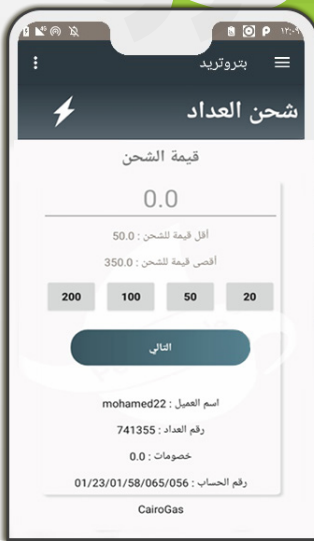 ١٢:٠٩
بتروتريد
شحن العداد
قيمة الشحن
0.0
أقل قيمة للشحن : 50.0
أقصى قيمة للشحن : 350.0
20 50 100 200
التالي
اسم العميل : mohamed22
رقم العداد : 741355
خصومات : 0.0
رقم الحساب : 01/23/01/58/065/056
CairoGas